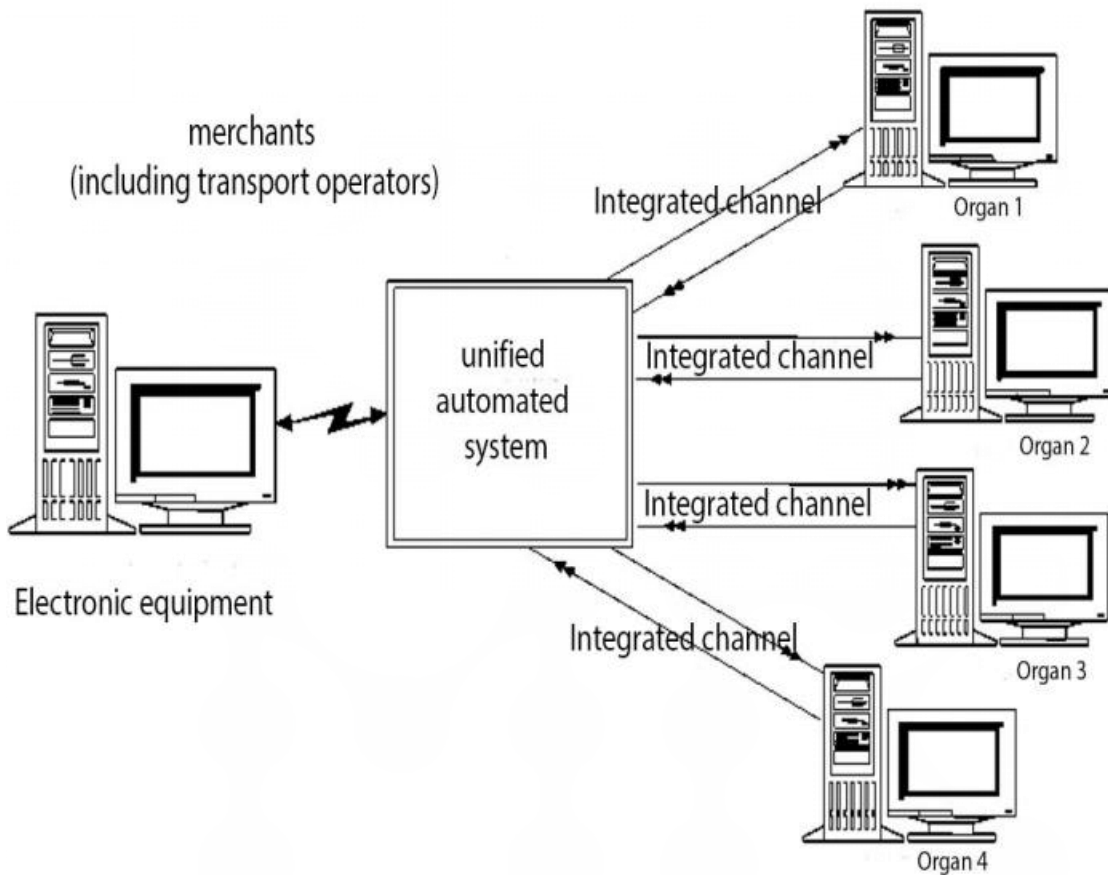 merchants
(including transport operators)
Integrated channel
Organ 1
unified
automated
system
Integrated channel
Organ 2
Integrated channel
Electronic equipment
Organ 3
Integrated channel
Organ 4